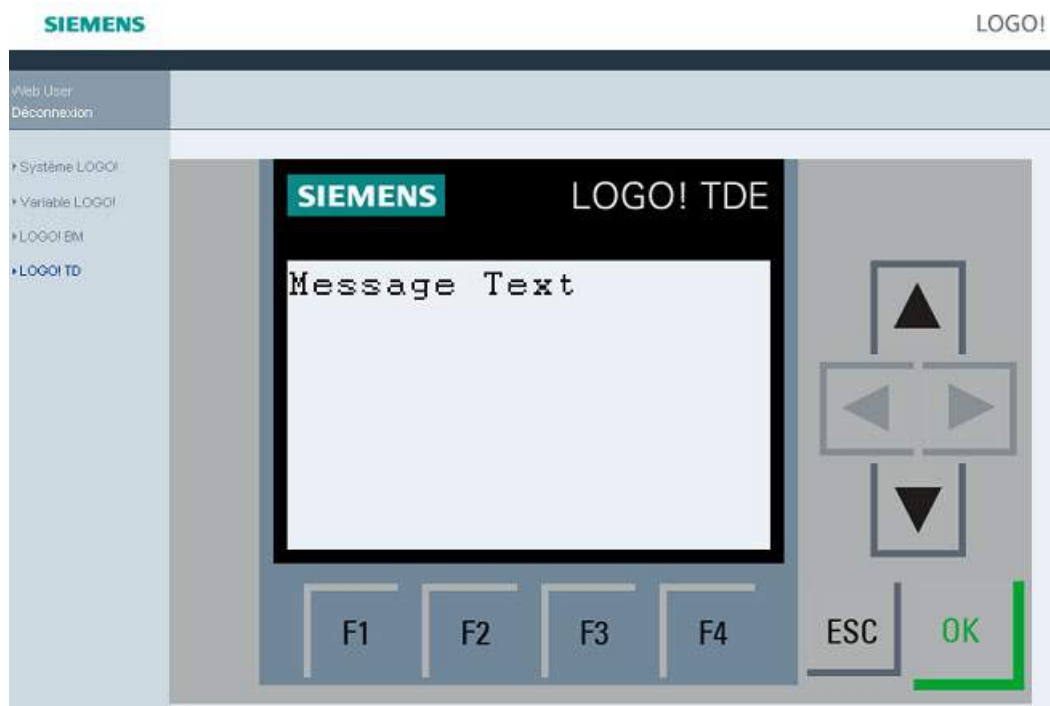 SIEMENS
LOGO!
Web User
Déconnexion
Système LOGO!
Variable LOGO!
LOGO! BM
LOGO! TD
SIEMENS
LOGO! TDE
Message Text
F1
F2
F3
F4
ESC
OK